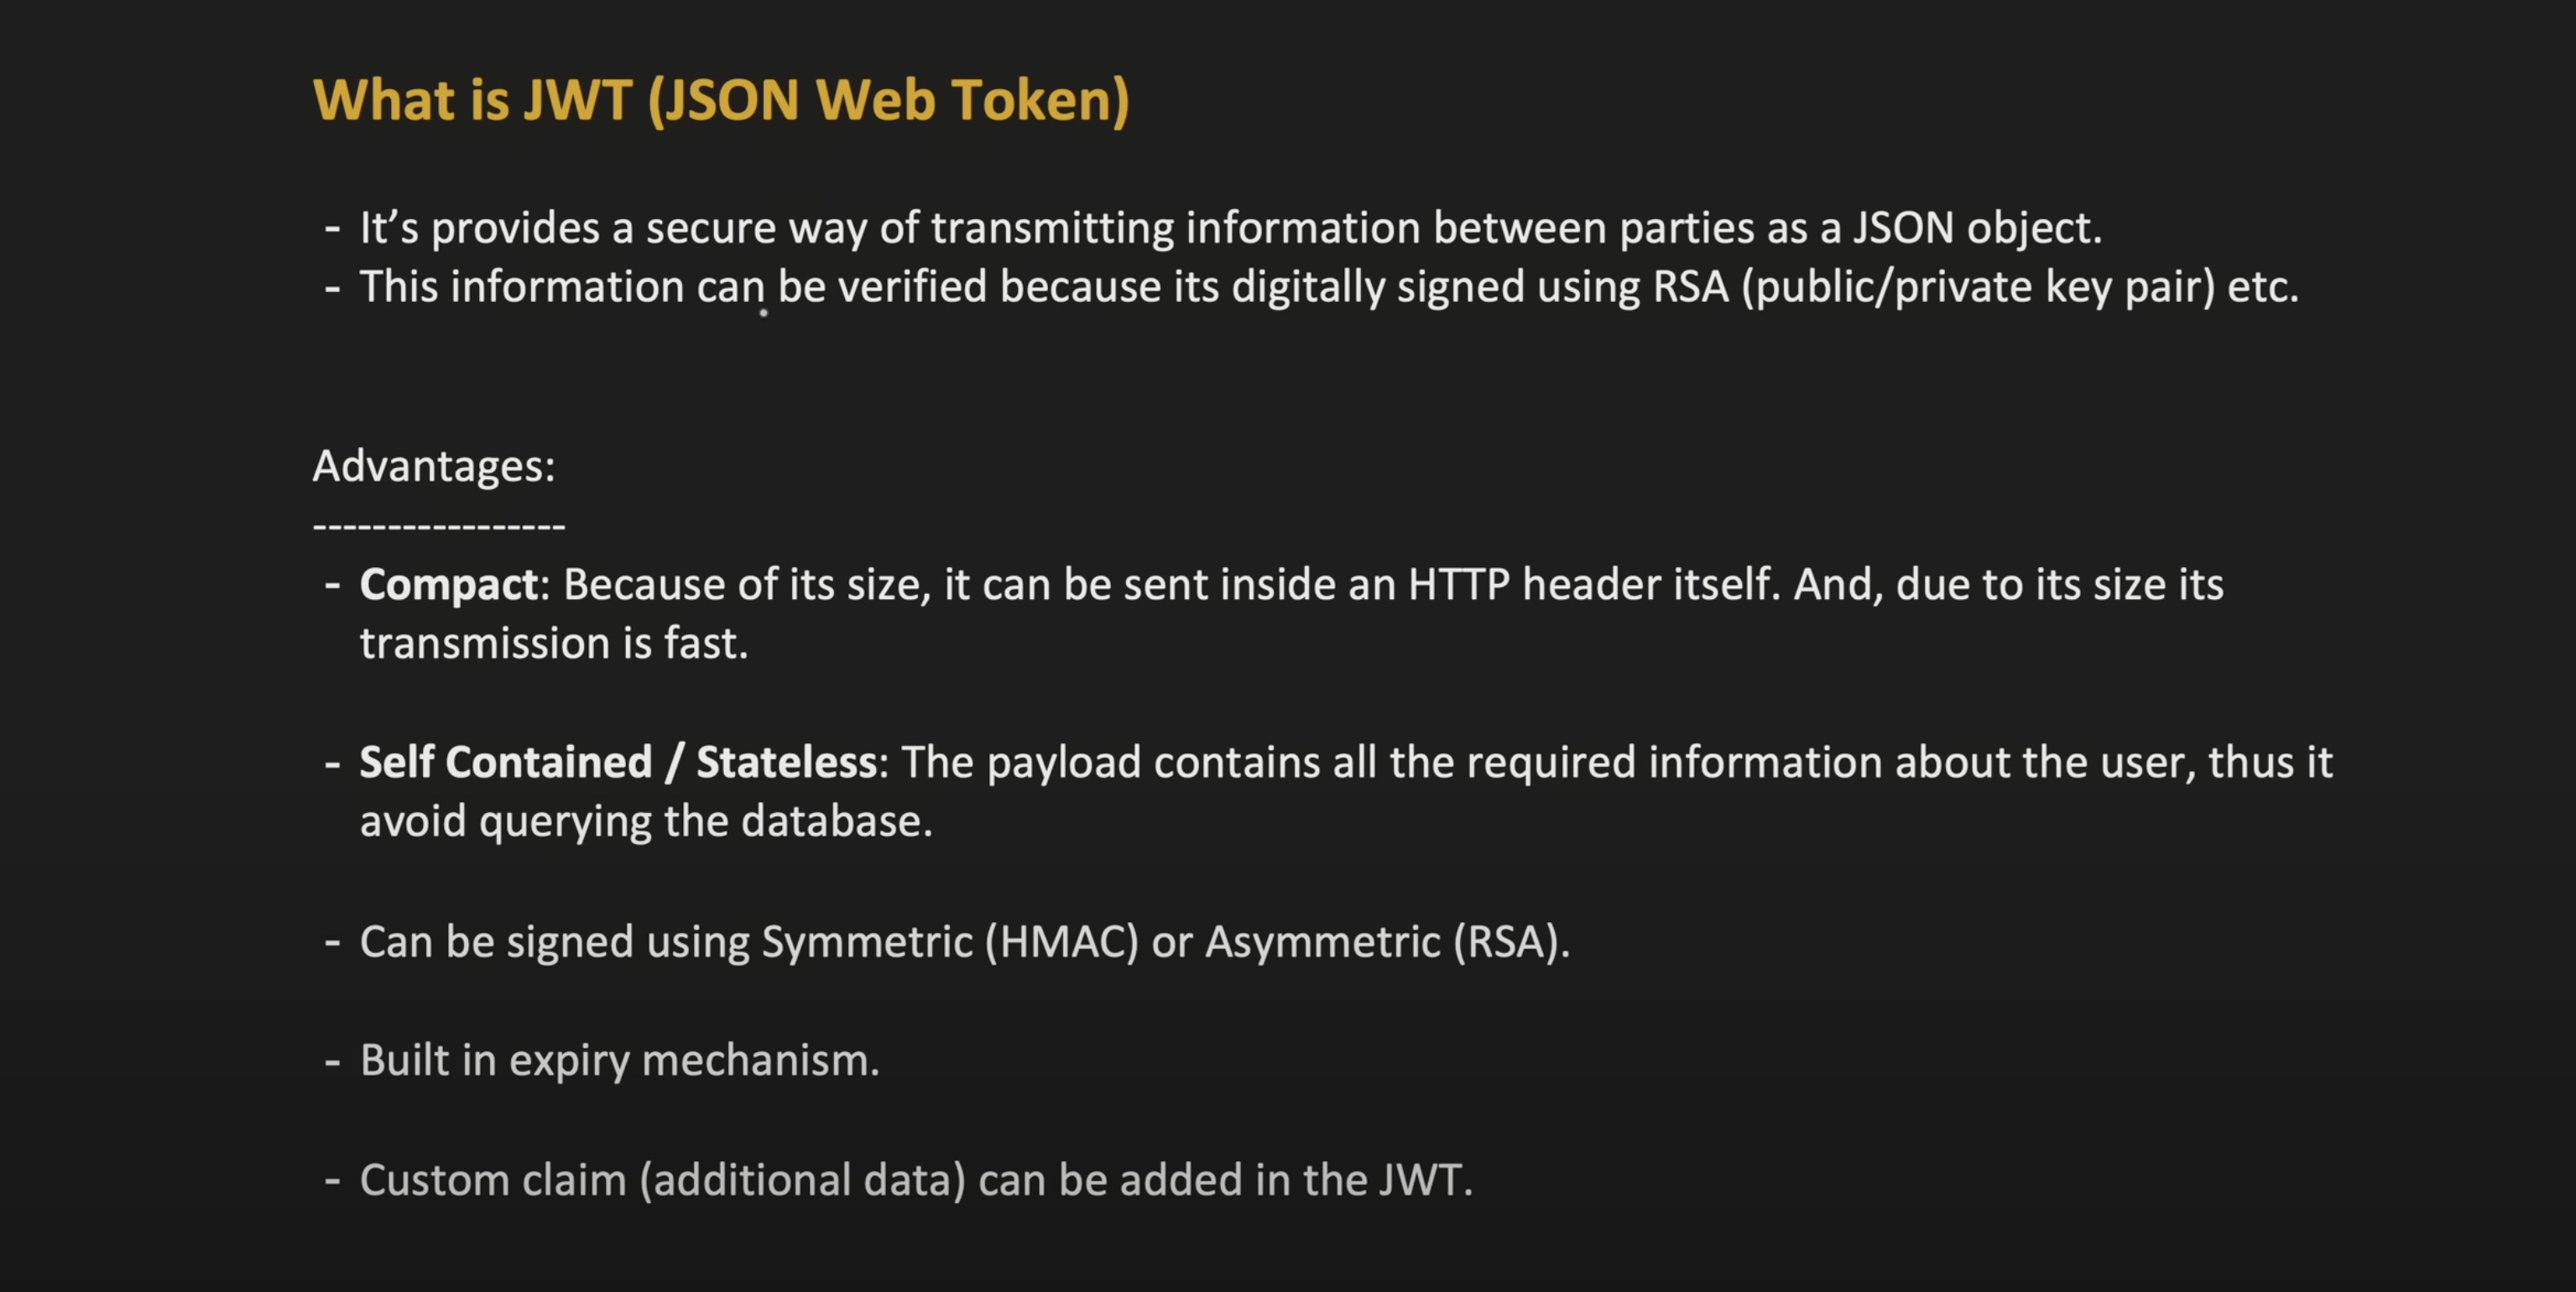 What is JWT (JSON Web Token)
- It’s provides a secure way of transmitting information between parties as a JSON object.
- This information can be verified because its digitally signed using RSA (public/private key pair) etc.
Advantages:
-----------------
- Compact: Because of its size, it can be sent inside an HTTP header itself. And, due to its size its
transmission is fast.
- Self Contained / Stateless: The payload contains all the required information about the user, thus it
avoid querying the database.
- Can be signed using Symmetric (HMAC) or Asymmetric (RSA).
- Built in expiry mechanism.
- Custom claim (additional data) can be added in the JWT.